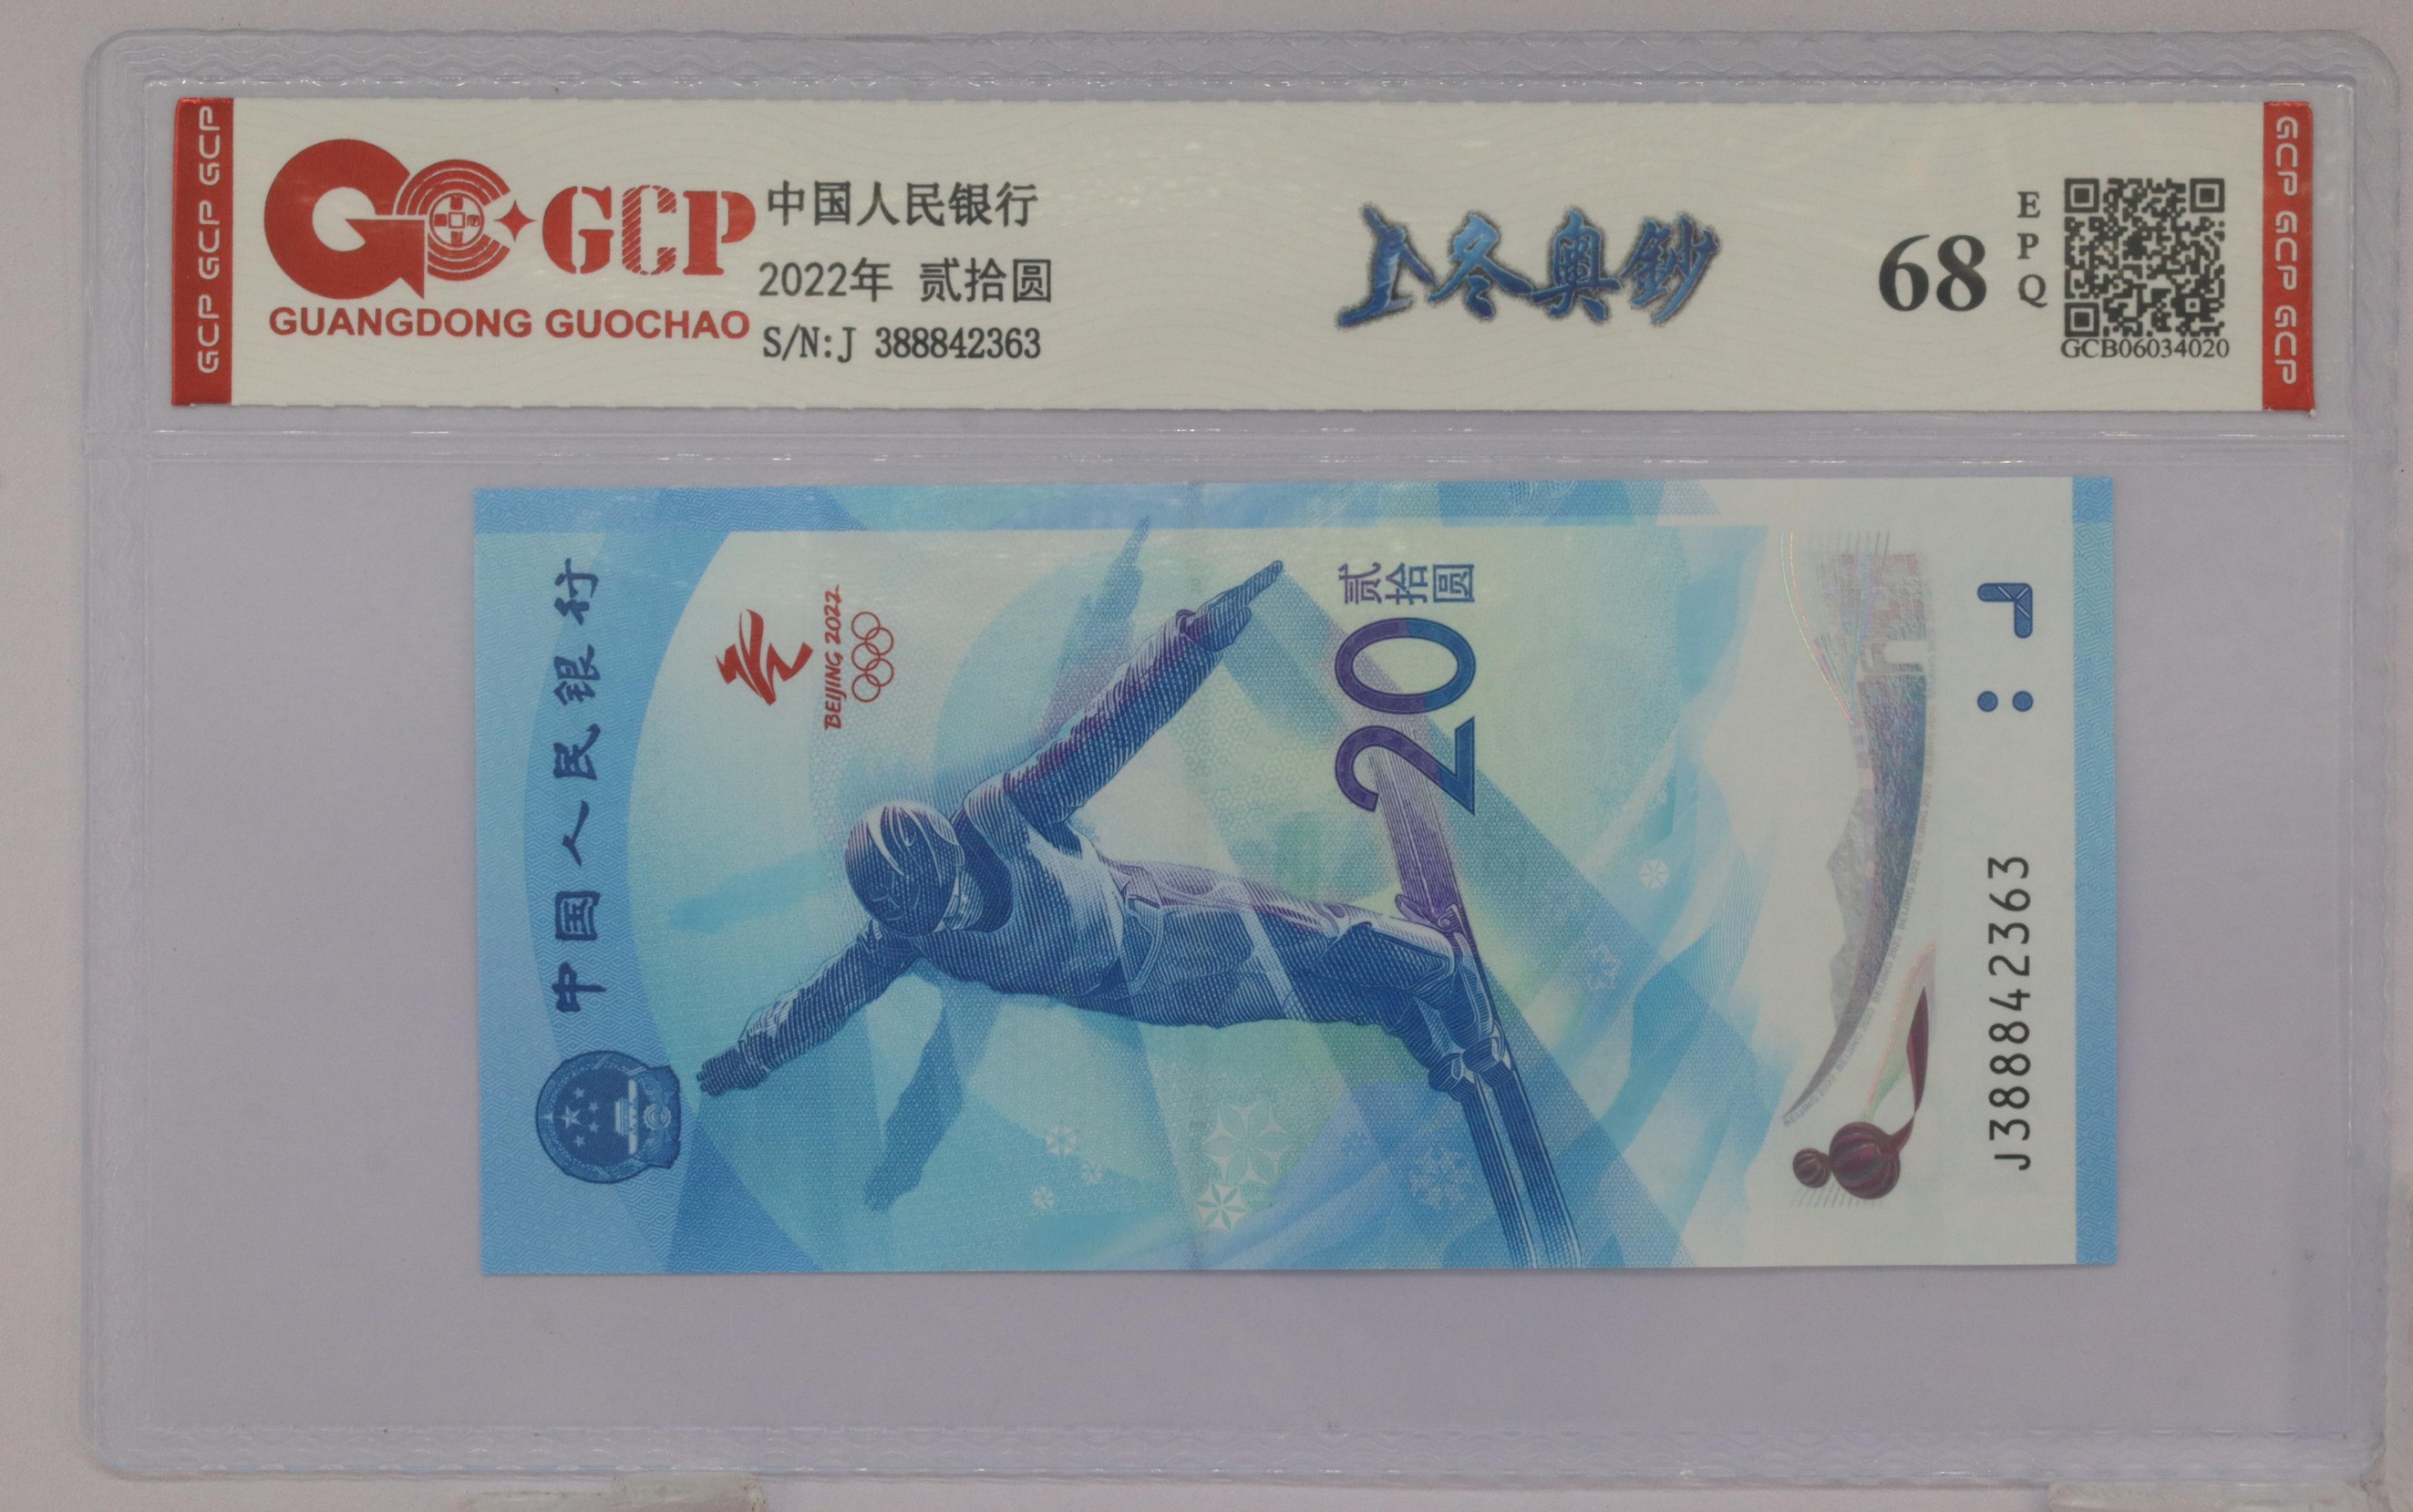 GCP GCP GCP
GCP
GUANGDONG GUOCHAO
中国人民银行
2022年 贰拾圆
S/N:J 388842363
冬奥鈔
68
EPQ
GCB06034020
GCP GCP GCP
中国人民银行
BEIJING 2022
贰拾圆
20
J388842363